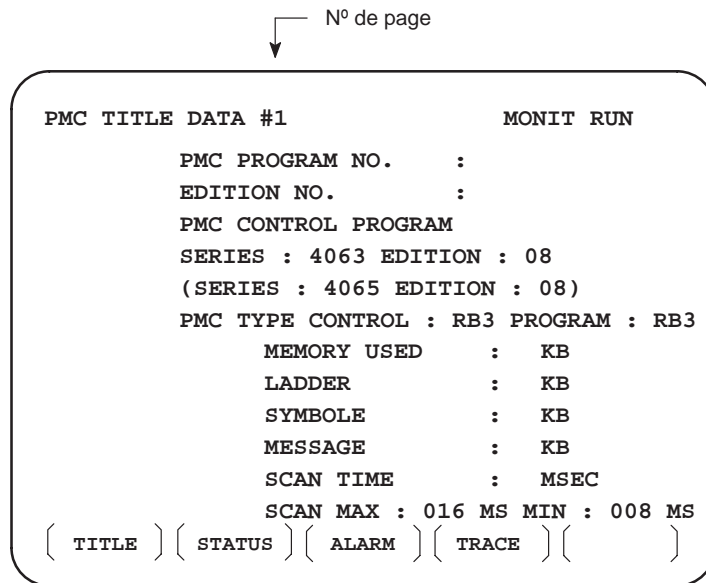 Nº de page
PMC TITLE DATA #1 MONIT RUN
PMC PROGRAM NO. :
EDITION NO. :
PMC CONTROL PROGRAM
SERIES : 4063 EDITION : 08
(SERIES : 4065 EDITION : 08)
PMC TYPE CONTROL : RB3 PROGRAM : RB3
MEMORY USED : KB
LADDER : KB
SYMBOLE : KB
MESSAGE : KB
SCAN TIME : MSEC
SCAN MAX : 016 MS MIN : 008 MS
TITLE STATUS ALARM TRACE